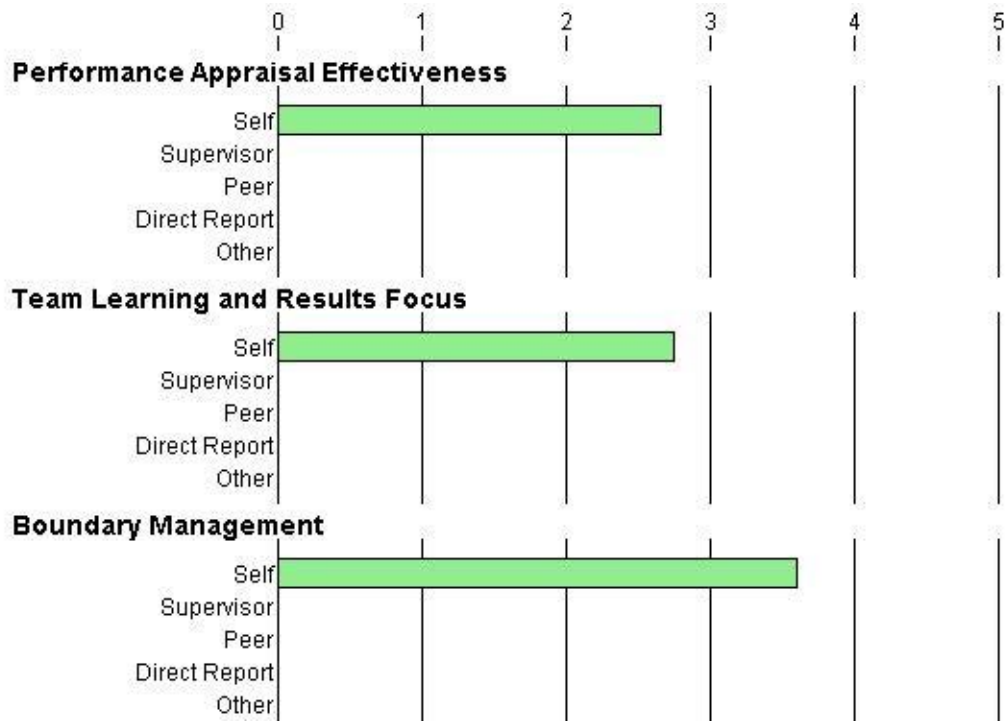 0 1 2 3 4 5
Performance Appraisal Effectiveness
Self
Supervisor
Peer
Direct Report
Other
Team Learning and Results Focus
Self
Supervisor
Peer
Direct Report
Other
Boundary Management
Self
Supervisor
Peer
Direct Report
Other